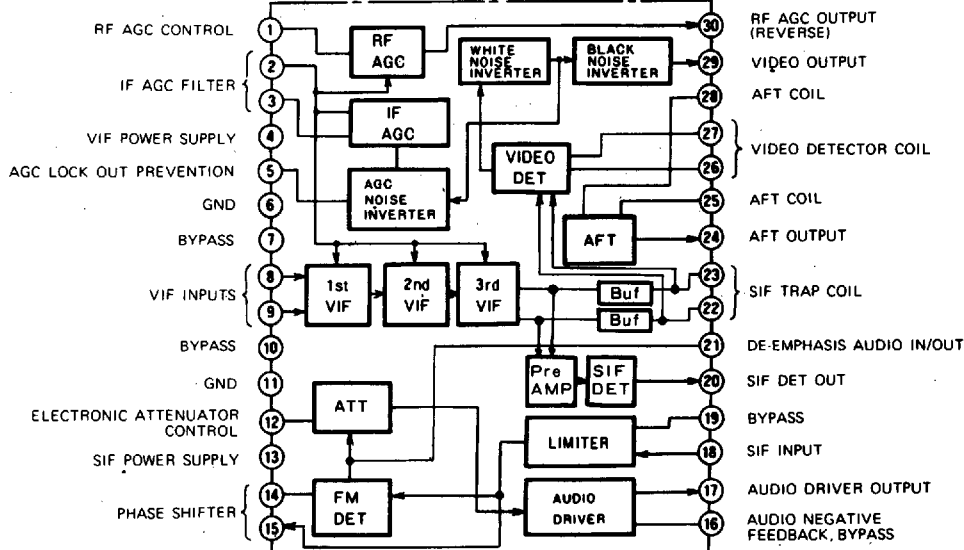 RF AGC CONTROL
1
IF AGC FILTER
2
3
VIF POWER SUPPLY
4
AGC LOCK OUT PREVENTION
5
GND
6
BYPASS
7
VIF INPUTS
8
9
BYPASS
10
GND
11
ELECTRONIC ATTENUATOR
CONTROL
12
SIF POWER SUPPLY
13
PHASE SHIFTER
14
15
RF
AGC
IF
AGC
AGC
NOISE
INVERTER
WHITE
NOISE
INVERTER
BLACK
NOISE
INVERTER
VIDEO
DET
AFT
1st
VIF
2nd
VIF
3rd
VIF
Buf
Buf
Pre
AMP
SIF
DET
ATT
LIMITER
FM
DET
AUDIO
DRIVER
30
RF AGC OUTPUT
(REVERSE)
29
VIDEO OUTPUT
28
AFT COIL
27
26
VIDEO DETECTOR COIL
25
AFT COIL
24
AFT OUTPUT
23
22
SIF TRAP COIL
21
DE-EMPHASIS AUDIO IN/OUT
20
SIF DET OUT
19
BYPASS
18
SIF INPUT
17
AUDIO DRIVER OUTPUT
16
AUDIO NEGATIVE
FEEDBACK, BYPASS